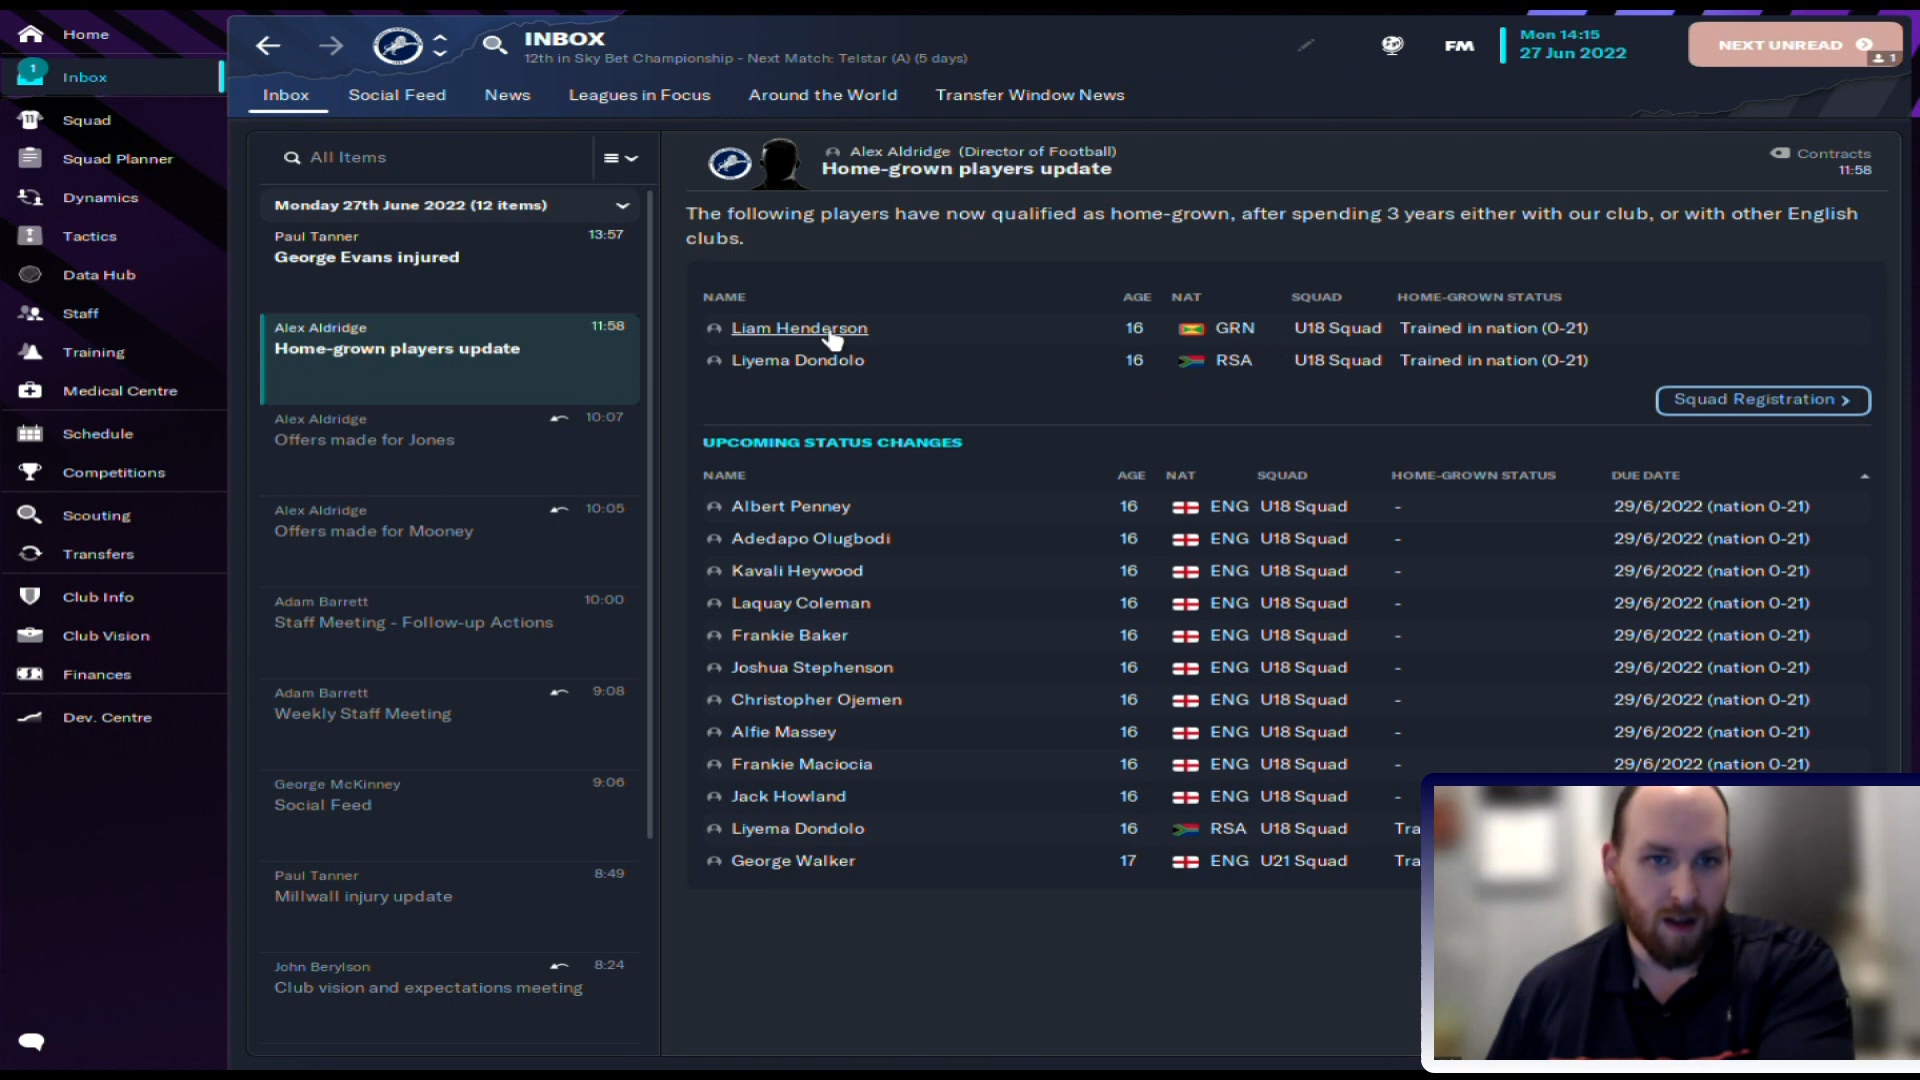 Home
1
Inbox
Squad
Squad Planner
Dynamics
Tactics
Data Hub
Staff
Training
Medical Centre
Schedule
Competitions
Scouting
Transfers
Club Info
Club Vision
Finances
Dev. Centre
INBOX
12th in Sky Bet Championship - Next Match: Telstar (A) (5 days)
FM
Mon 14:15
27 Jun 2022
NEXT UNREAD
1
Inbox Social Feed News Leagues in Focus Around the World Transfer Window News
All Items
Monday 27th June 2022 (12 items)
Paul Tanner 13:57
George Evans injured
Alex Aldridge 11:58
Home-grown players update
Alex Aldridge 10:07
Offers made for Jones
Alex Aldridge 10:05
Offers made for Mooney
Adam Barrett 10:00
Staff Meeting - Follow-up Actions
Adam Barrett 9:08
Weekly Staff Meeting
George McKinney 9:06
Social Feed
Paul Tanner 8:49
Millwall injury update
John Berylson 8:24
Club vision and expectations meeting
Alex Aldridge (Director of Football)
Home-grown players update
Contracts
11:58
The following players have now qualified as home-grown, after spending 3 years either with our club, or with other English
clubs.
NAME AGE NAT SQUAD HOME-GROWN STATUS
Liam Henderson 16 GRN U18 Squad Trained in nation (0-21)
Liyema Dondolo 16 RSA U18 Squad Trained in nation (0-21)
Squad Registration
UPCOMING STATUS CHANGES
NAME AGE NAT SQUAD HOME-GROWN STATUS DUE DATE
Albert Penney 16 ENG U18 Squad - 29/6/2022 (nation 0-21)
Adedapo Olugbodi 16 ENG U18 Squad - 29/6/2022 (nation 0-21)
Kavali Heywood 16 ENG U18 Squad - 29/6/2022 (nation 0-21)
Laquay Coleman 16 ENG U18 Squad - 29/6/2022 (nation 0-21)
Frankie Baker 16 ENG U18 Squad - 29/6/2022 (nation 0-21)
Joshua Stephenson 16 ENG U18 Squad - 29/6/2022 (nation 0-21)
Christopher Ojemen 16 ENG U18 Squad - 29/6/2022 (nation 0-21)
Alfie Massey 16 ENG U18 Squad - 29/6/2022 (nation 0-21)
Frankie Maciocia 16 ENG U18 Squad - 29/6/2022 (nation 0-21)
Jack Howland 16 ENG U18 Squad -
Liyema Dondolo 16 RSA U18 Squad Tra
George Walker 17 ENG U21 Squad Tra